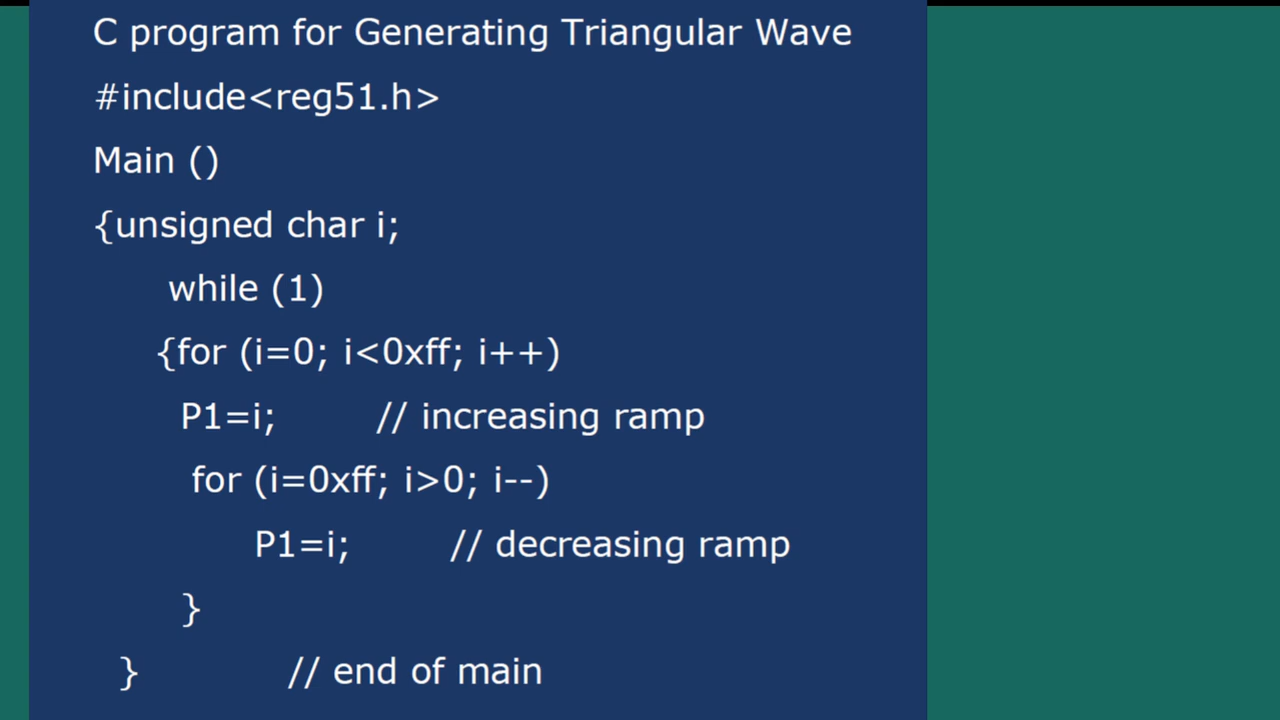 C program for Generating Triangular Wave
#include<reg51.h>
Main ()
{unsigned char i;
while (1)
{for (i=0; i<0xff; i++)
P1=i; // increasing ramp
for (i=0xff; i>0; i--)
P1=i; // decreasing ramp
}
} // end of main